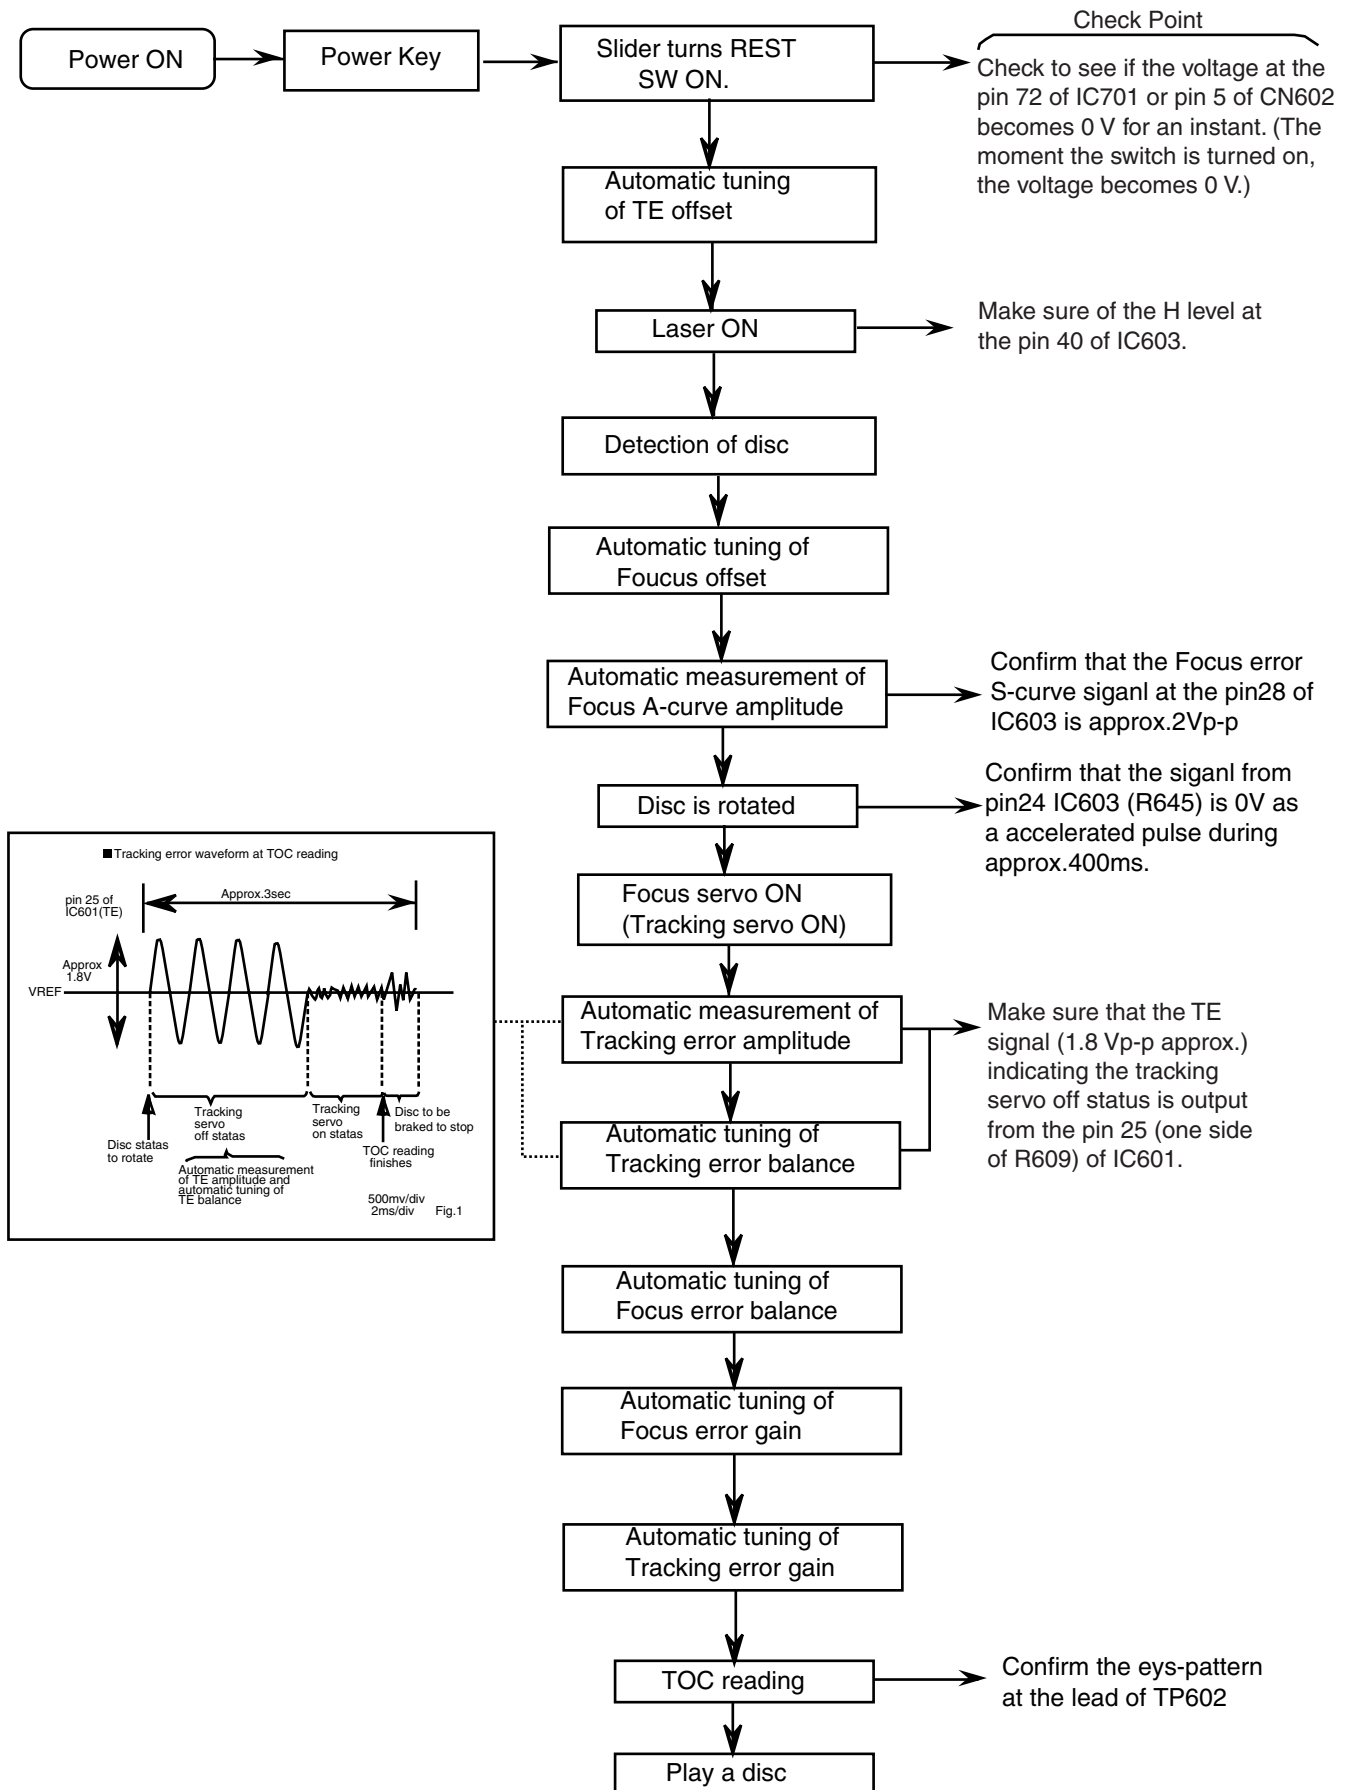 Check Point
Power ON
Power Key
Slider turns REST
SW ON.
Check to see if the voltage at the
pin 72 of IC701 or pin 5 of CN602
becomes 0 V for an instant. (The
moment the switch is turned on,
the voltage becomes 0 V.)
Automatic tuning
of TE offset
Laser ON
Make sure of the H level at
the pin 40 of IC603.
Detection of disc
Automatic tuning of
Foucus offset
Automatic measurement of
Focus A-curve amplitude
Confirm that the Focus error
S-curve siganl at the pin28 of
IC603 is approx.2Vp-p
Disc is rotated
Confirm that the siganl from
pin24 IC603 (R645) is 0V as
a accelerated pulse during
approx.400ms.
Focus servo ON
(Tracking servo ON)
■Tracking error waveform at TOC reading
pin 25 of
IC601(TE)
Approx.3sec
Approx
1.8V
VREF
Tracking
servo
off statas
Tracking
servo
on statas
Disc to be
braked to stop
Disc statas
to rotate
TOC reading
finishes
Automatic measurement
of TE amplitude and
automatic tuning of
TE balance
500mv/div
2ms/div
Fig.1
Automatic measurement of
Tracking error amplitude
Make sure that the TE
signal (1.8 Vp-p approx.)
indicating the tracking
servo off status is output
from the pin 25 (one side
of R609) of IC601.
Automatic tuning of
Tracking error balance
Automatic tuning of
Focus error balance
Automatic tuning of
Focus error gain
Automatic tuning of
Tracking error gain
TOC reading
Confirm the eys-pattern
at the lead of TP602
Play a disc